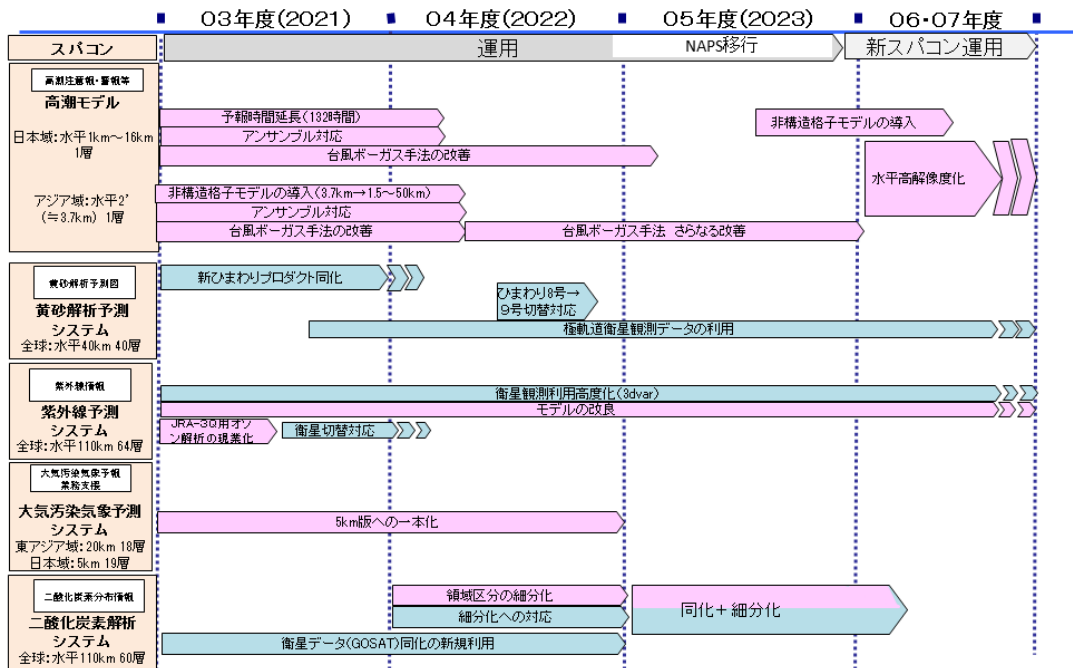 03年度(2021)
04年度(2022)
05年度(2023)
06・07年度
スパコン
運用
NAPS移行
新スパコン運用
高潮注意報・警報等
高潮モデル
日本域:水平1km～16km
1層
アジア域:水平2'
(≒3.7km) 1層
予報時間延長(132時間)
アンサンブル対応
台風ボーガス手法の改善
非構造格子モデルの導入
水平高解像度化
非構造格子モデルの導入(3.7km→1.5～50km)
アンサンブル対応
台風ボーガス手法の改善
台風ボーガス手法 さらなる改善
黄砂解析予測図
黄砂解析予測
システム
全球:水平40km 40層
新ひまわりプロダクト同化
ひまわり8号→
9号切替対応
極軌道衛星観測データの利用
紫外線情報
紫外線予測
システム
全球:水平110km 64層
衛星観測利用高度化(3dvar)
モデルの改良
JRA-3Q用オゾ
ン解析の現業化
衛星切替対応
大気汚染気象予報
業務支援
大気汚染気象予測
システム
東アジア域:20km 18層
日本域:5km 19層
5km版への一本化
二酸化炭素分布情報
二酸化炭素解析
システム
全球:水平110km 60層
領域区分の細分化
細分化への対応
同化+細分化
衛星データ(GOSAT)同化の新規利用